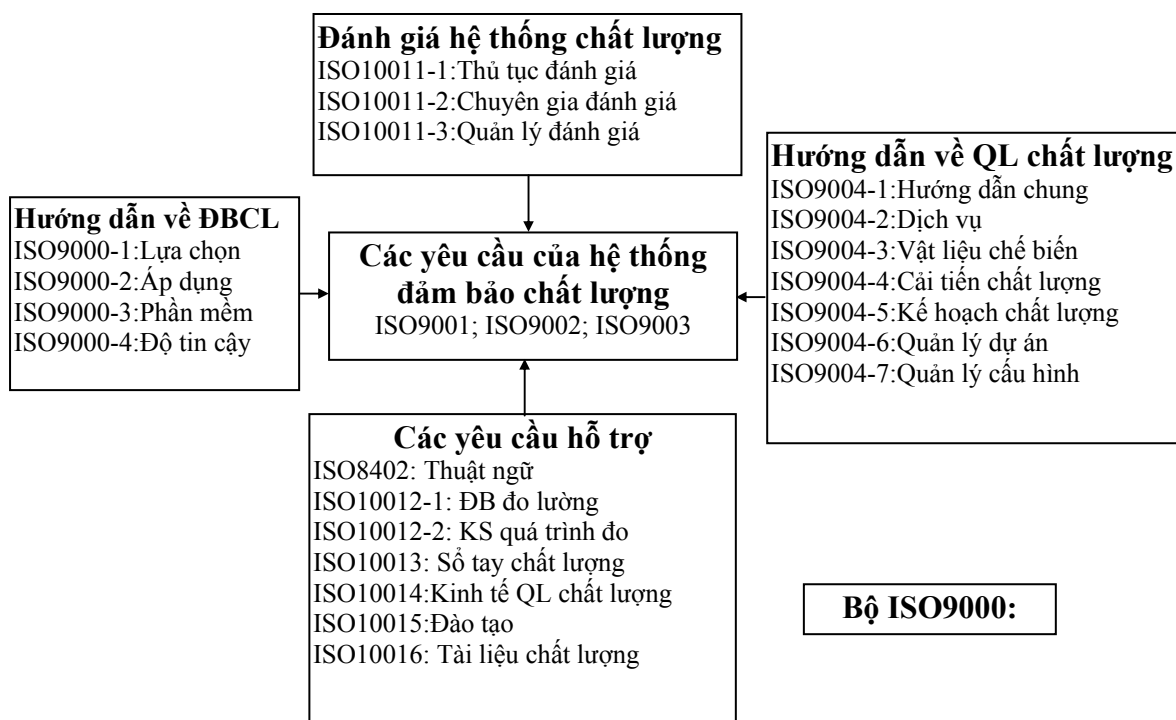 Đánh giá hệ thống chất lượng
ISO10011-1:Thủ tục đánh giá
ISO10011-2:Chuyên gia đánh giá
ISO10011-3:Quản lý đánh giá
Hướng dẫn về QL chất lượng
ISO9004-1:Hướng dẫn chung
ISO9004-2:Dịch vụ
ISO9004-3:Vật liệu chế biến
ISO9004-4:Cải tiến chất lượng
ISO9004-5:Kế hoạch chất lượng
ISO9004-6:Quản lý dự án
ISO9004-7:Quản lý cấu hình
Hướng dẫn về ĐBCL
ISO9000-1:Lựa chọn
ISO9000-2:Áp dụng
ISO9000-3:Phần mềm
ISO9000-4:Độ tin cậy
Các yêu cầu của hệ thống
đảm bảo chất lượng
ISO9001; ISO9002; ISO9003
Các yêu cầu hỗ trợ
ISO8402: Thuật ngữ
ISO10012-1: ĐB đo lường
ISO10012-2: KS quá trình đo
ISO10013: Sổ tay chất lượng
ISO10014:Kinh tế QL chất lượng
ISO10015:Đào tạo
ISO10016: Tài liệu chất lượng
Bộ ISO9000: